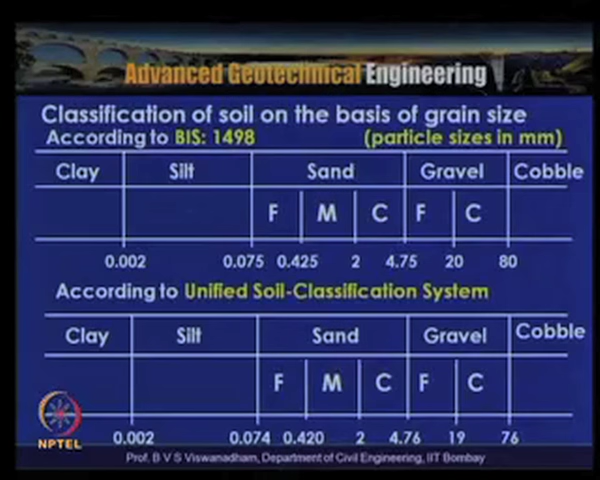 Advanced Geotechnical Engineering
Classification of soil on the basis of grain size
According to BIS: 1498 (particle sizes in mm)
Clay Silt Sand Gravel Cobble
F M C F C
0.002 0.075 0.425 2 4.75 20 80
According to Unified Soil-Classification System
Clay Silt Sand Gravel Cobble
F M C F C
0.002 0.074 0.420 2 4.76 19 76
NPTEL
Prof. B V S Viswanadham, Department of Civil Engineering, IIT Bombay